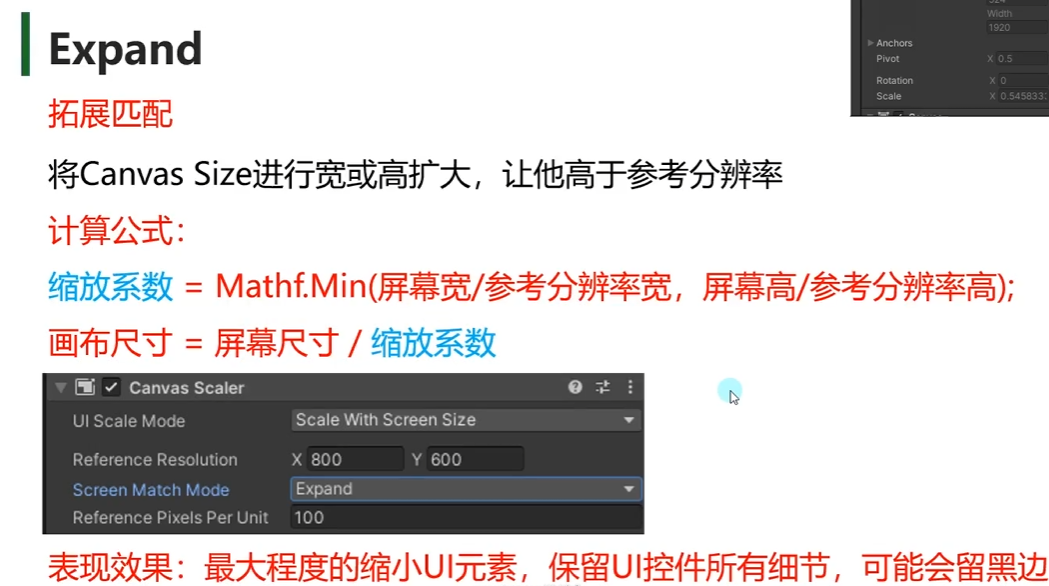 Expand
拓展匹配
将Canvas Size进行宽或高扩大，让他高于参考分辨率
计算公式：
缩放系数 = Mathf.Min(屏幕宽/参考分辨率宽，屏幕高/参考分辨率高);
画布尺寸 = 屏幕尺寸 / 缩放系数
Canvas Scaler
UI Scale Mode Scale With Screen Size
Reference Resolution X 800 Y 600
Screen Match Mode Expand
Reference Pixels Per Unit 100
表现效果：最大程度的缩小UI元素，保留UI控件所有细节，可能会留黑边
Width
1920
Anchors
Pivot X 0.5
Rotation X 0
Scale X 0.545833